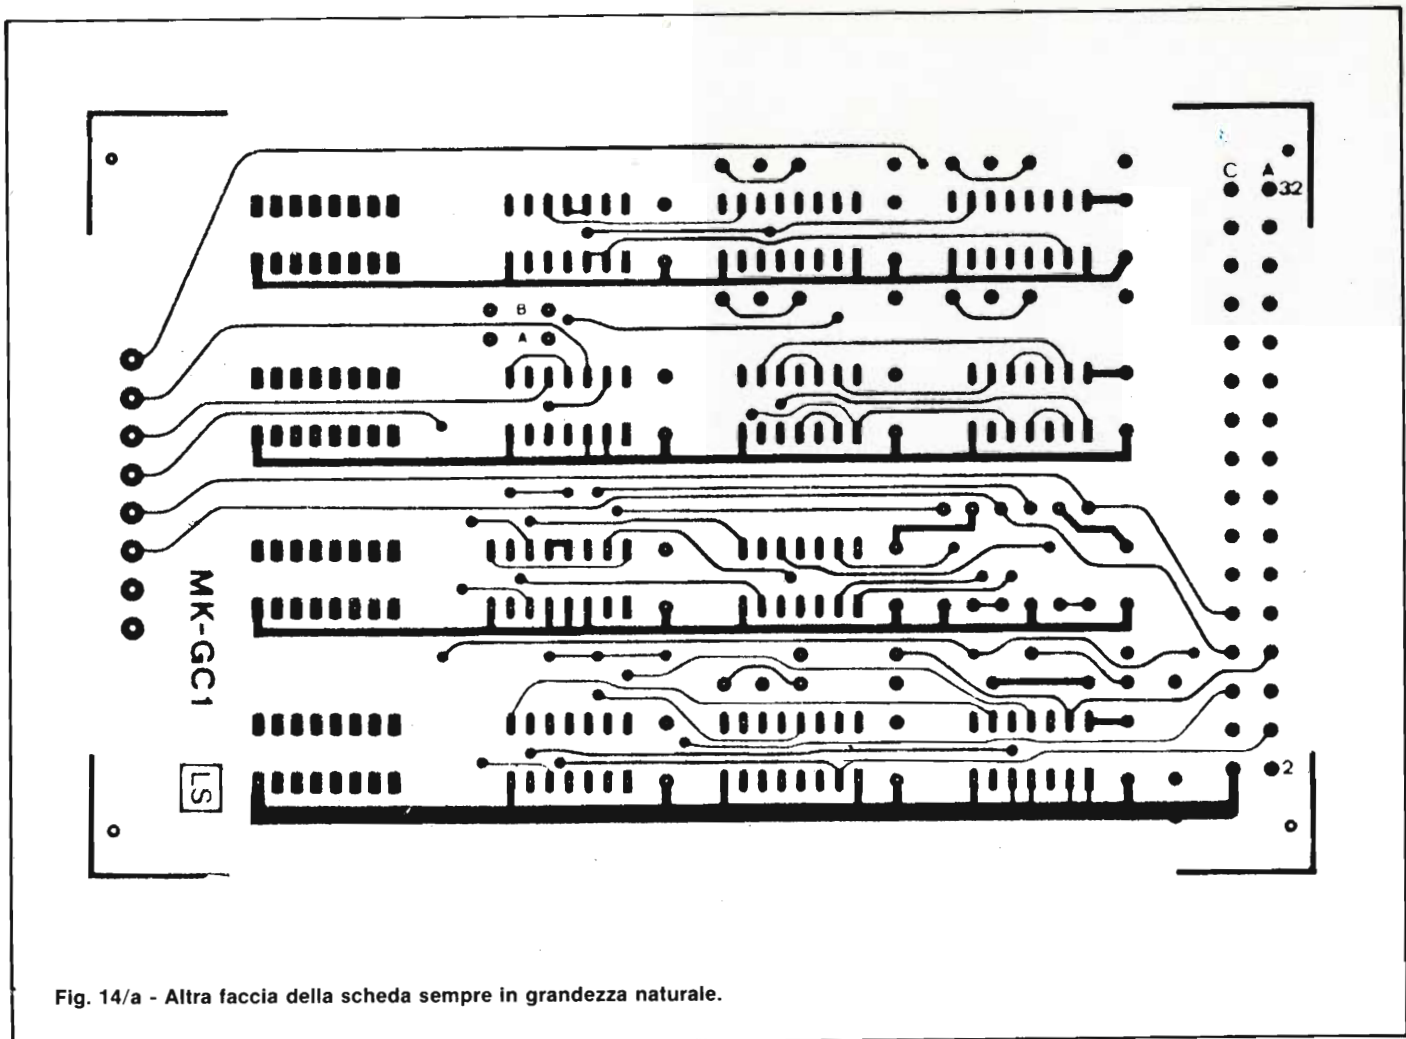 C A
32
B
A
MK-GC1
LS
2
Fig. 14/a - Altra faccia della scheda sempre in grandezza naturale.